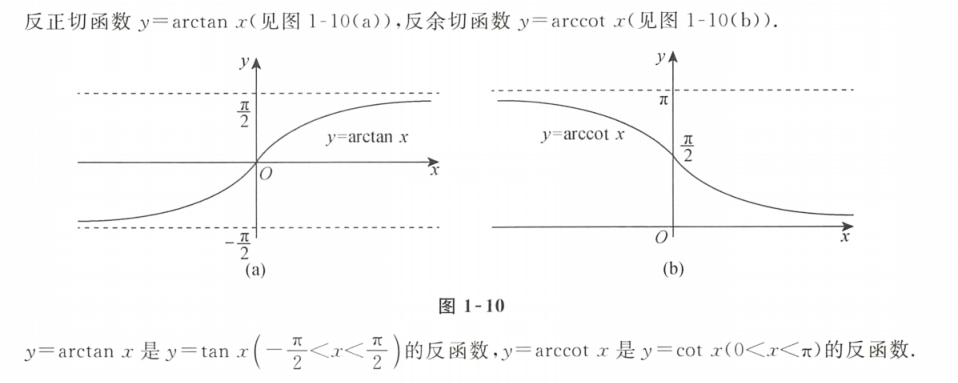 反正切函数 y=arctan x(见图 1-10(a)),反余切函数 y=arccot x(见图 1-10(b)).
y
π/2
y=arctan x
O
x
-π/2
(a)
y
π
y=arccot x
π/2
O
x
(b)
图 1-10
y=arctan x 是 y=tan x(-π/2<x<π/2)的反函数,y=arccot x 是 y=cot x(0<x<π)的反函数.